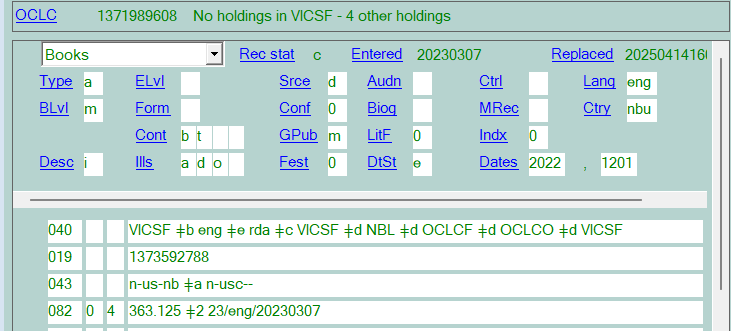 OCLC 1371989608 No holdings in VICSF - 4 other holdings
Books Rec stat c Entered 20230307 Replaced 2025041416
Type a ELvl Srce d Audn Ctrl Lang eng
BLvl m Form Conf 0 Biog MRec Ctry nbu
Cont b t GPub m LitF 0 Indx 0
Desc i Ills a d o Fest 0 DtSt e Dates 2022 , 1201
040 VICSF ‡b eng ‡e rda ‡c VICSF ‡d NBL ‡d OCLCF ‡d OCLCO ‡d VICSF
019 1373592788
043 n-us-nb ‡a n-usc--
082 0 4 363.125 ‡2 23/eng/20230307